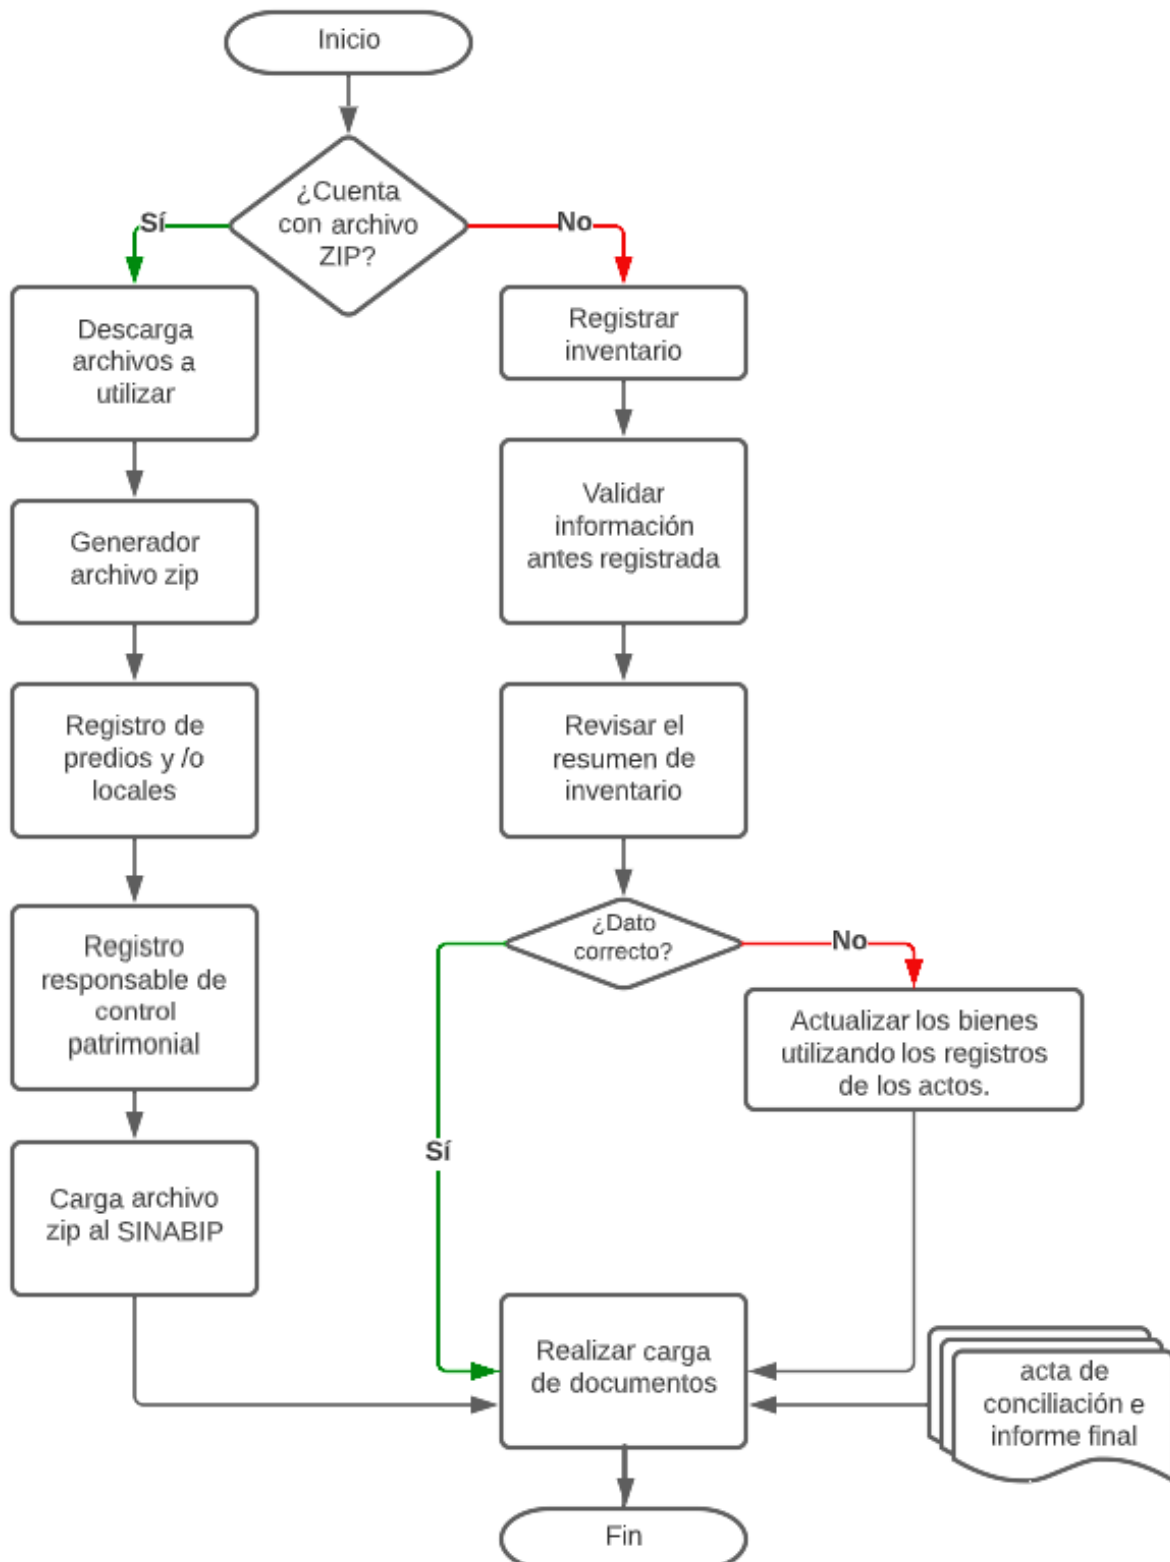 Inicio
¿Cuenta
con archivo
ZIP?
Sí
No
Descarga
archivos a
utilizar
Registrar
inventario
Generador
archivo zip
Validar
información
antes registrada
Registro de
predios y /o
locales
Revisar el
resumen de
inventario
Registro
responsable de
control
patrimonial
¿Dato
correcto?
No
Actualizar los bienes
utilizando los registros
de los actos.
Sí
Carga archivo
zip al SINABIP
Realizar carga
de documentos
acta de
conciliación e
informe final
Fin